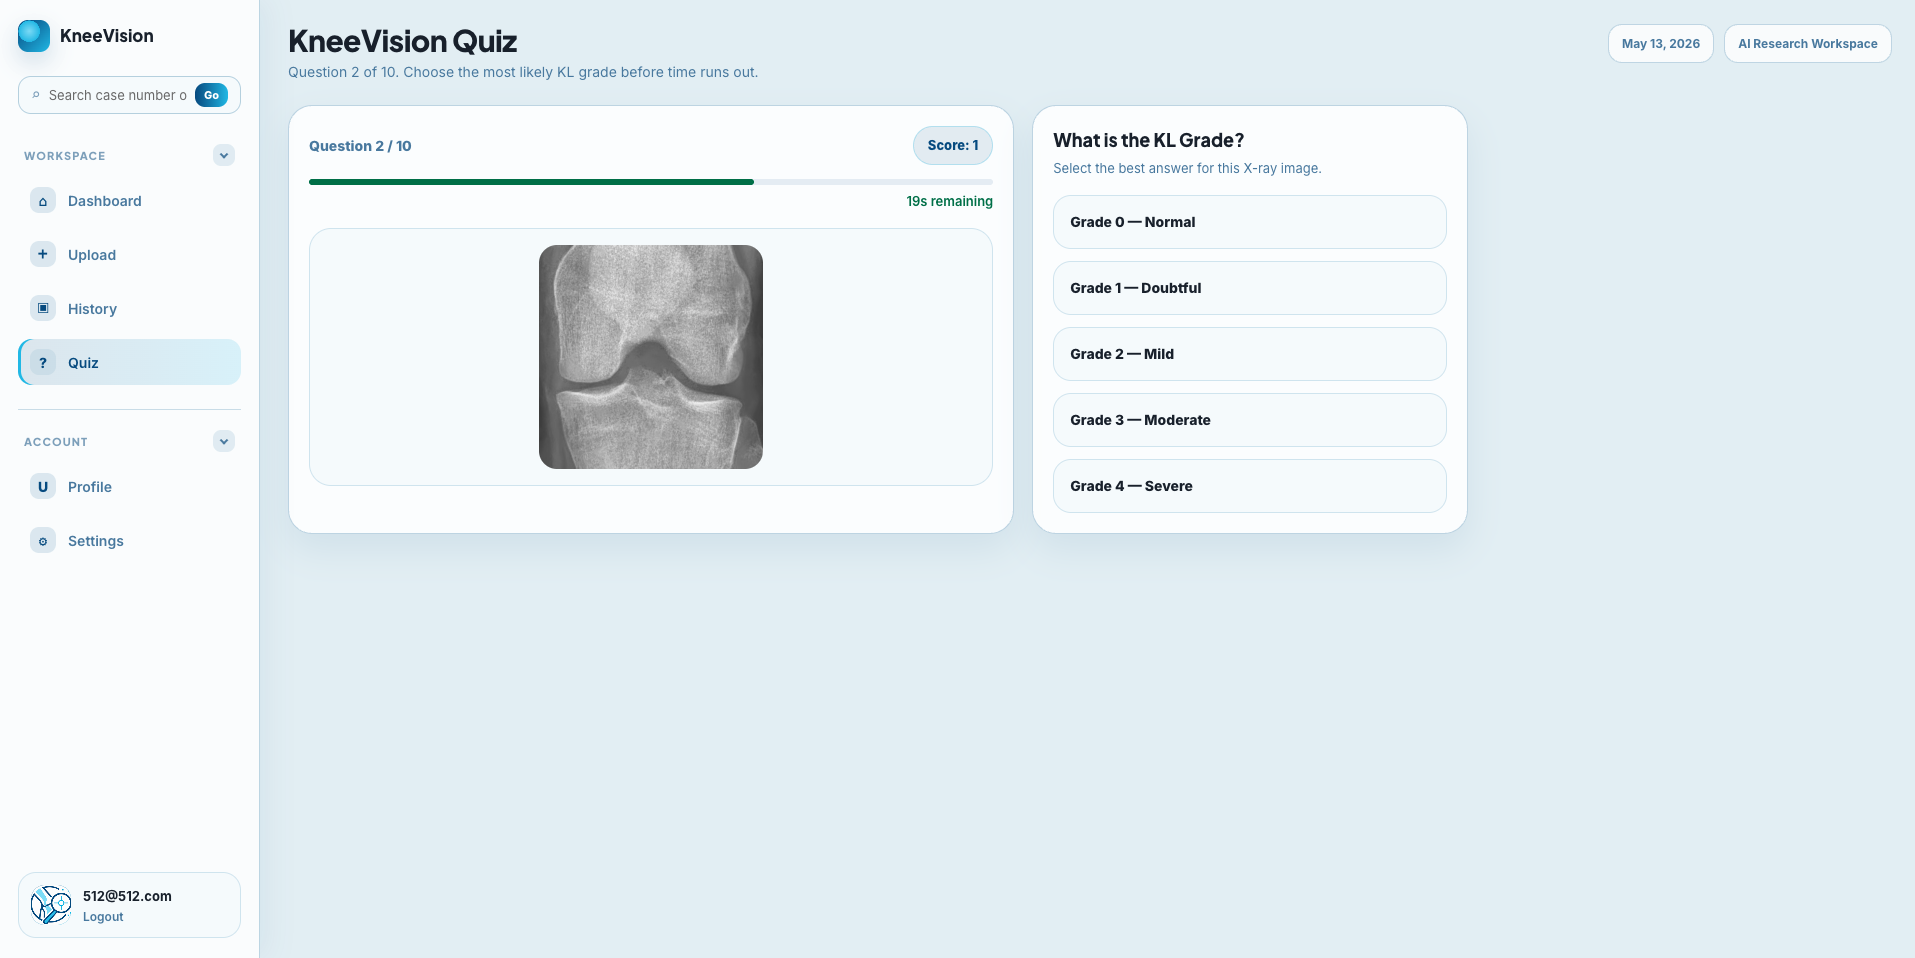 KneeVision
Search case number o
Go
WORKSPACE
Dashboard
Upload
History
Quiz
ACCOUNT
Profile
Settings
512@512.com
Logout
KneeVision Quiz
Question 2 of 10. Choose the most likely KL grade before time runs out.
May 13, 2026
AI Research Workspace
Question 2 / 10
Score: 1
19s remaining
What is the KL Grade?
Select the best answer for this X-ray image.
Grade 0 — Normal
Grade 1 — Doubtful
Grade 2 — Mild
Grade 3 — Moderate
Grade 4 — Severe